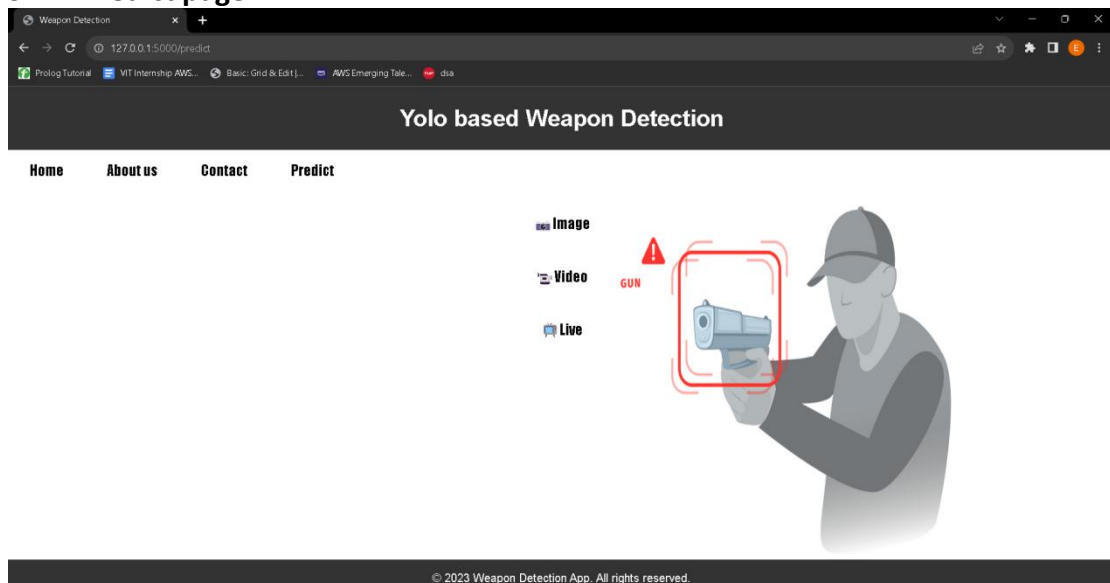 Weapon Detection
127.0.0.1:5000/predict
Prolog Tutorial VIT Internship AWS... Basic: Grid & Edit |... AWS Emerging Tale... dsa
Yolo based Weapon Detection
Home About us Contact Predict
Image
Video
GUN
Live
© 2023 Weapon Detection App. All rights reserved.